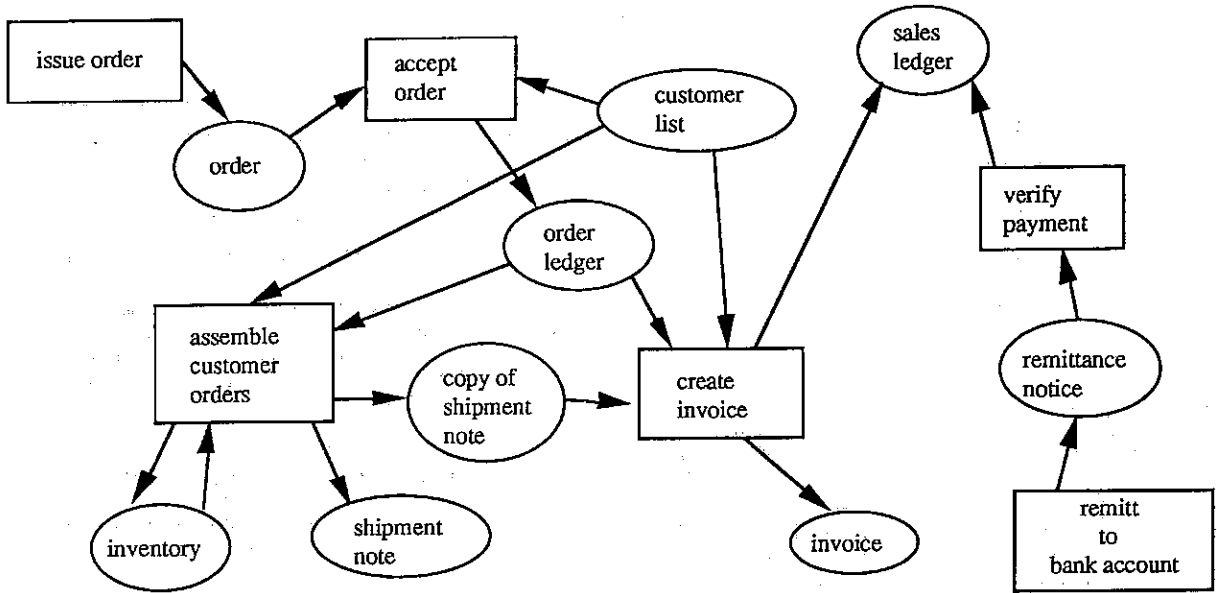 issue order
accept
order
order
customer
list
sales
ledger
order
ledger
verify
payment
assemble
customer
orders
copy of
shipment
note
create
invoice
remittance
notice
inventory
shipment
note
invoice
remitt
to
bank account